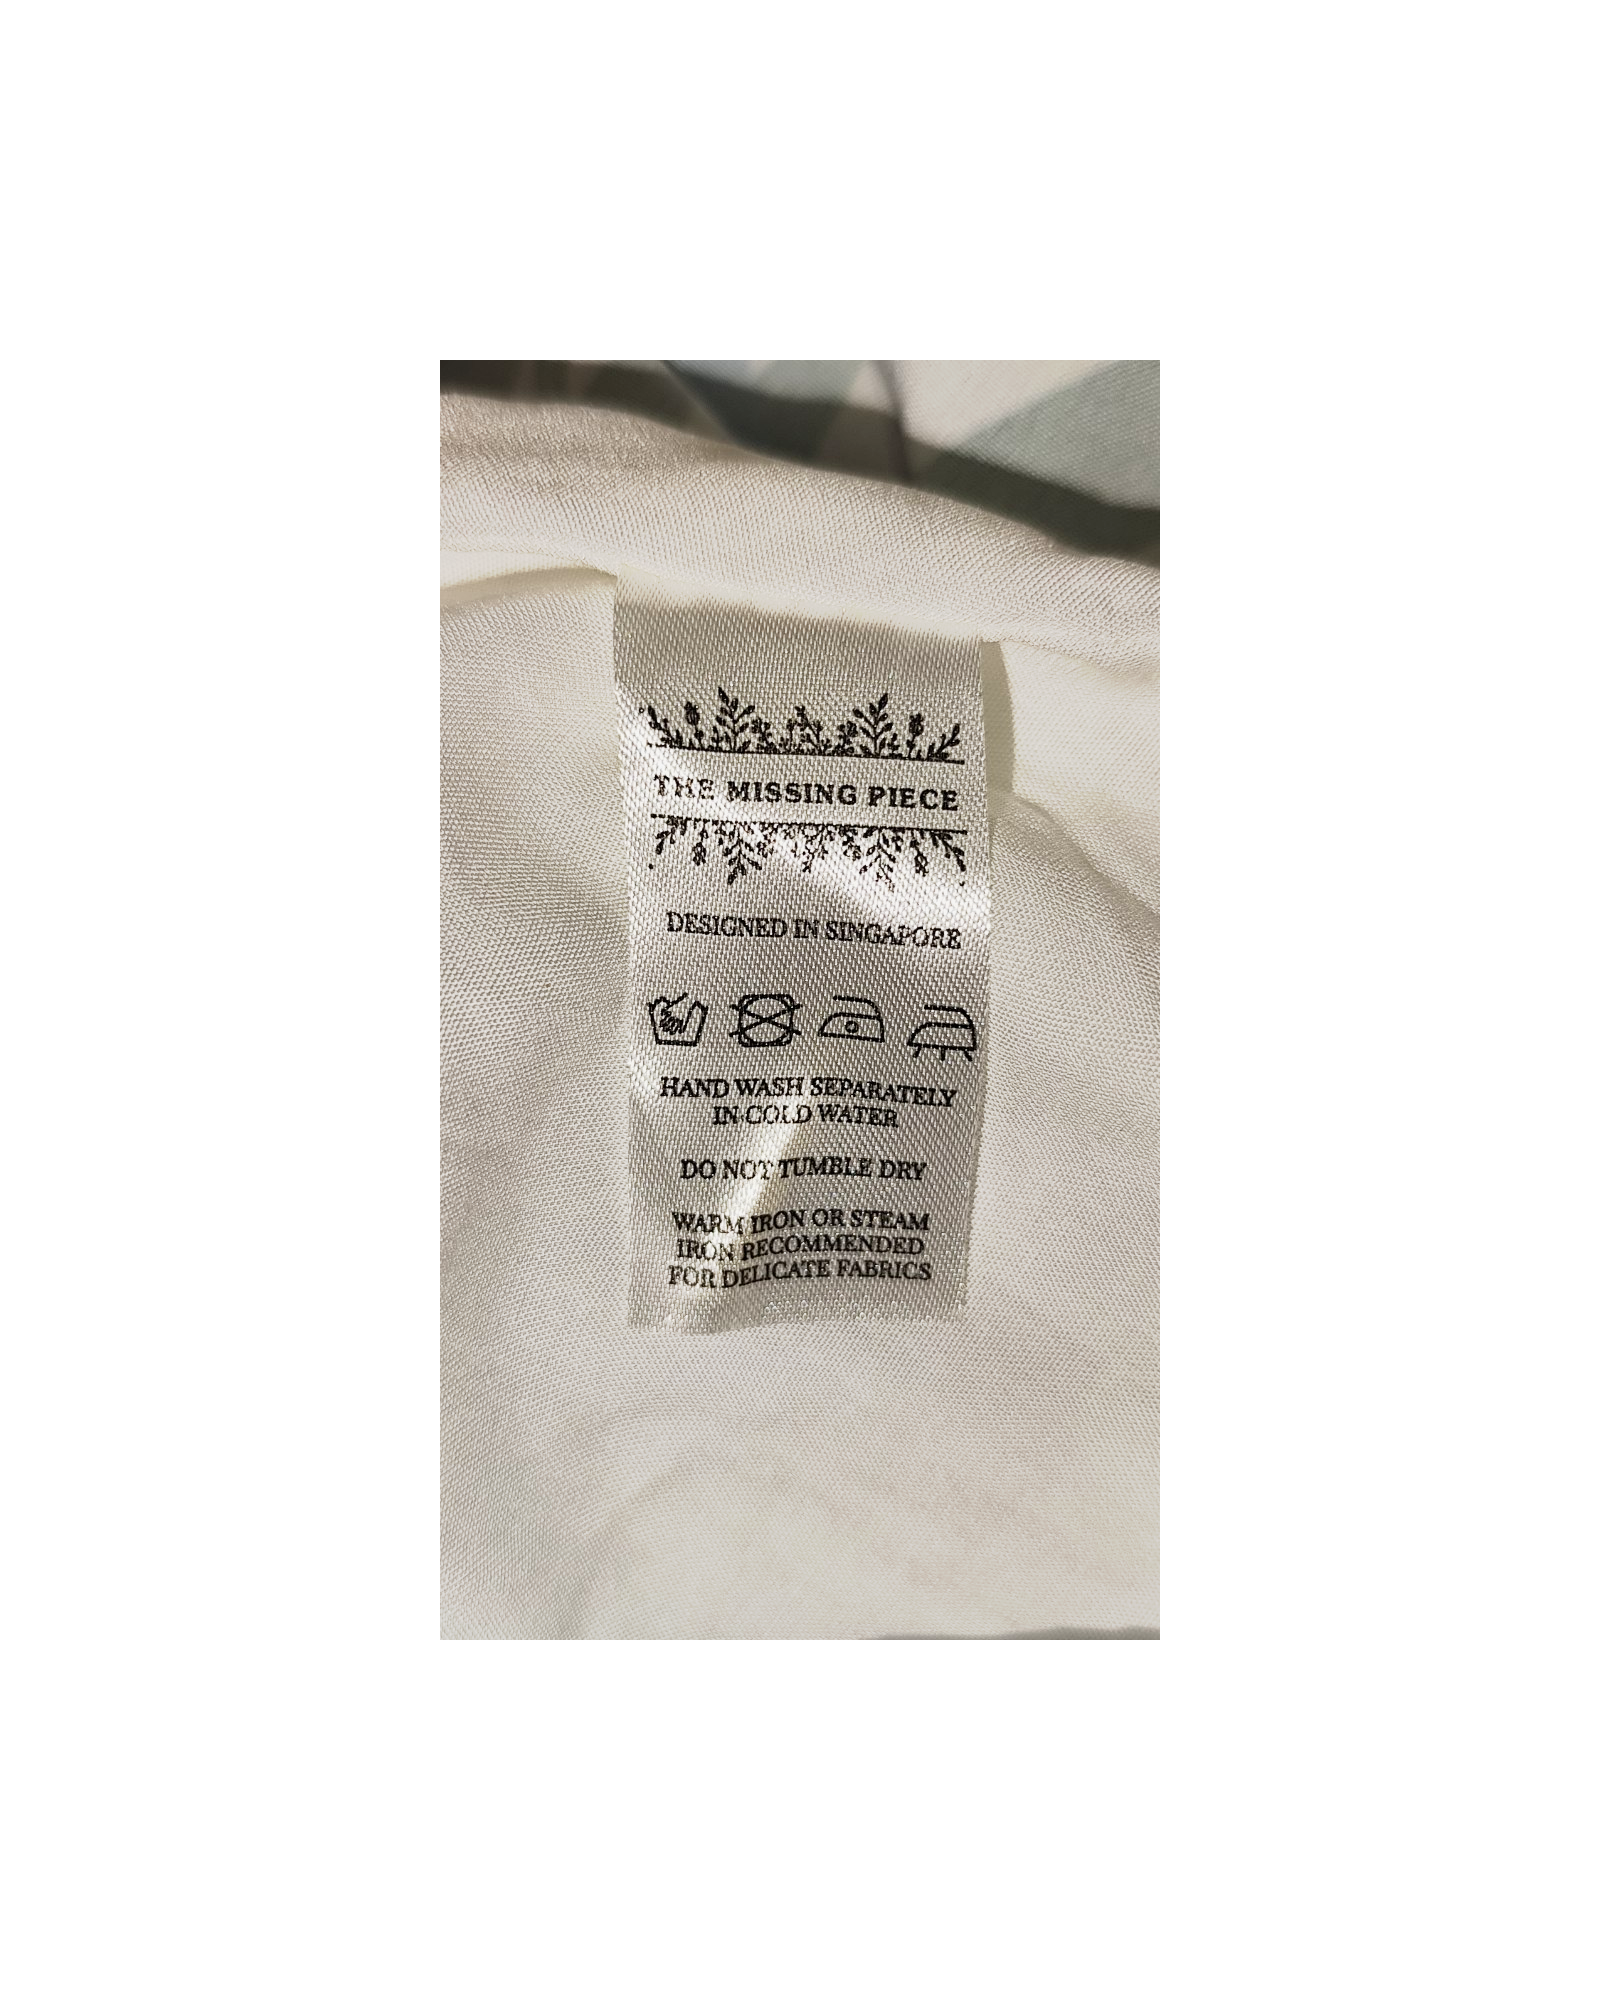 THE MISSING PIECE
DESIGNED IN SINGAPORE
HAND WASH SEPARATELY
IN COLD WATER
DO NOT TUMBLE DRY
WARM IRON OR STEAM
IRON RECOMMENDED
FOR DELICATE FABRICS